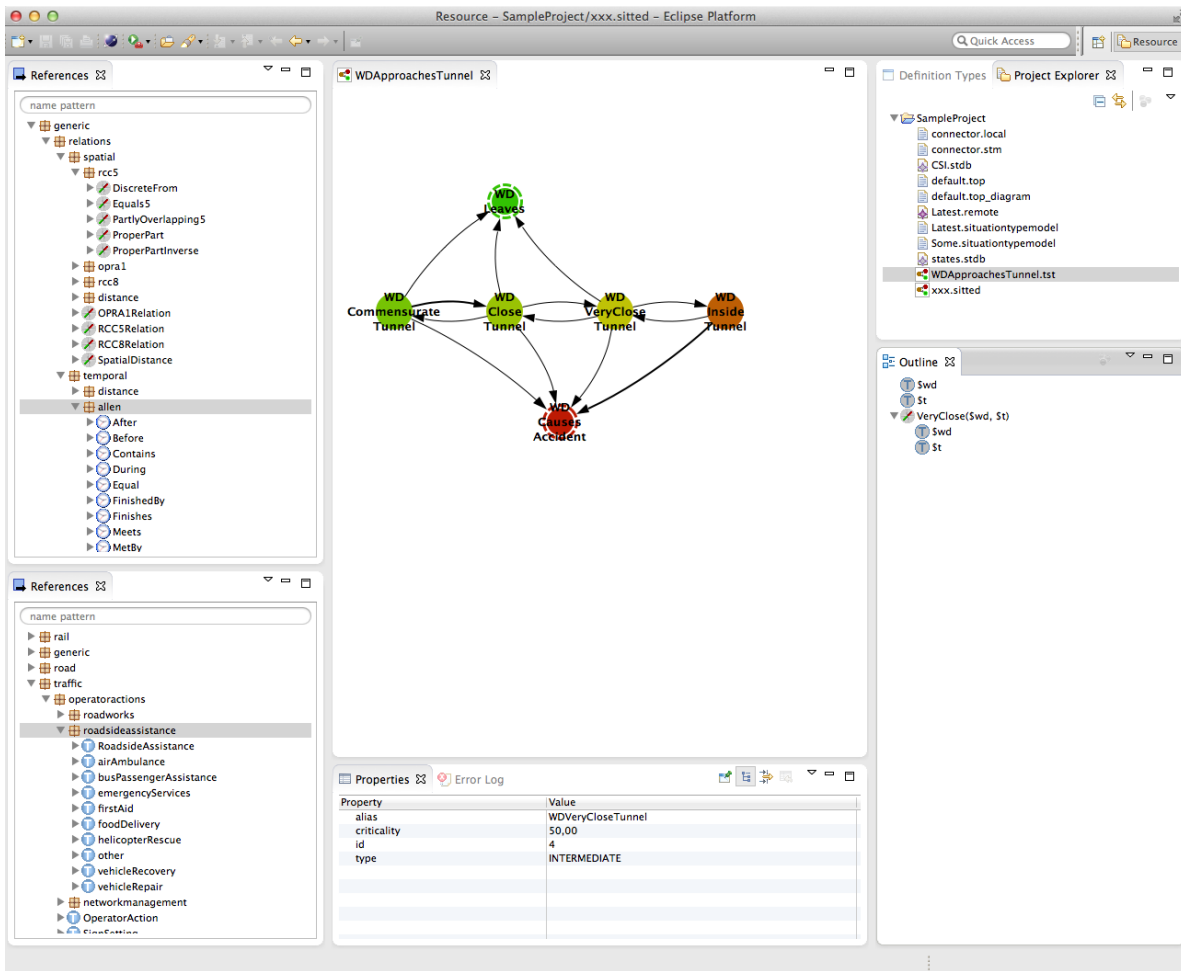 Resource – SampleProject/xxx.sitted – Eclipse Platform
Quick Access
Resource
References
name pattern
generic
relations
spatial
rcc5
DiscreteFrom
Equals5
PartlyOverlapping5
ProperPart
ProperPartInverse
opra1
rcc8
distance
OPRA1Relation
RCC5Relation
RCC8Relation
SpatialDistance
temporal
distance
allen
After
Before
Contains
During
Equal
FinishedBy
Finishes
Meets
MetBy
References
name pattern
rail
generic
road
traffic
operatoractions
roadworks
roadsideassistance
RoadsideAssistance
airAmbulance
busPassengerAssistance
emergencyServices
firstAid
foodDelivery
helicopterRescue
other
vehicleRecovery
vehicleRepair
networkmanagement
OperatorAction
SignSetting
WDApproachesTunnel
WD
Leaves
WD
Commensurate
Tunnel
WD
Close
Tunnel
WD
VeryClose
Tunnel
WD
Inside
Tunnel
WD
Causes
Accident
Properties
Error Log
Property Value
alias WDVeryCloseTunnel
criticality 50,00
id 4
type INTERMEDIATE
Definition Types
Project Explorer
SampleProject
connector.local
connector.stm
CSI.stdb
default.top
default.top_diagram
Latest.remote
Latest.situationtypemodel
Some.situationtypemodel
states.stdb
WDApproachesTunnel.tst
xxx.sitted
Outline
$wd
$t
VeryClose($wd, $t)
$wd
$t